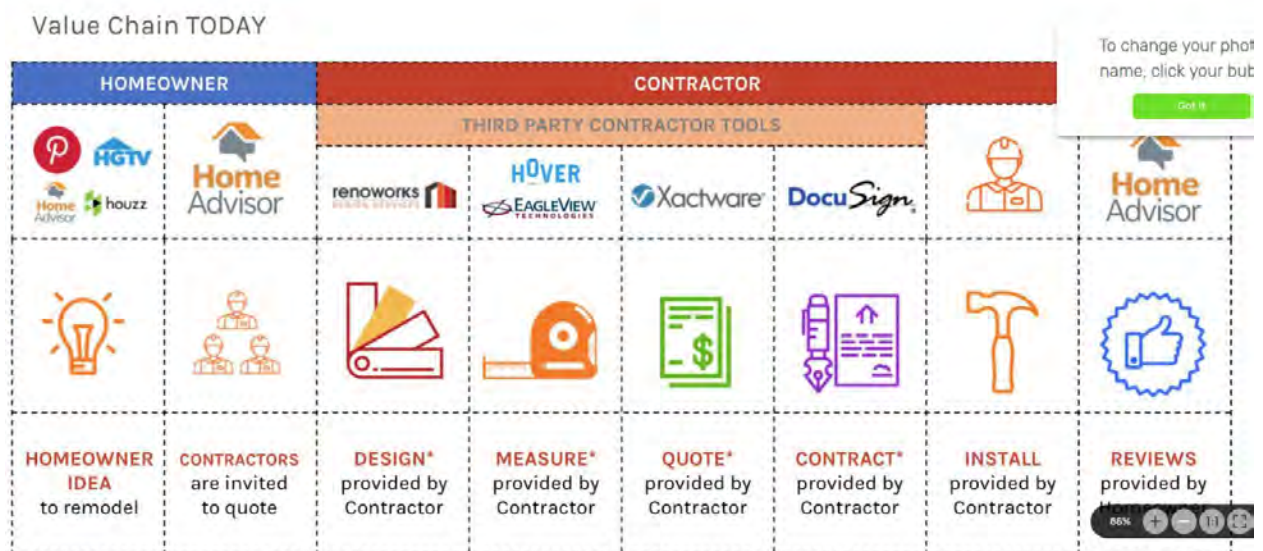 Value Chain TODAY
To change your phot
name, click your bub
Got it
HOMEOWNER
CONTRACTOR
THIRD PARTY CONTRACTOR TOOLS
HGTV
Home
Advisor
houzz
Home
Advisor
renoworks
HOVER
EAGLEVIEW
TECHNOLOGIES
Xactware
DocuSign
Home
Advisor
HOMEOWNER
IDEA
to remodel
CONTRACTORS
are invited
to quote
DESIGN*
provided by
Contractor
MEASURE*
provided by
Contractor
QUOTE*
provided by
Contractor
CONTRACT*
provided by
Contractor
INSTALL
provided by
Contractor
REVIEWS
provided by
Homeowner
86%
1:1